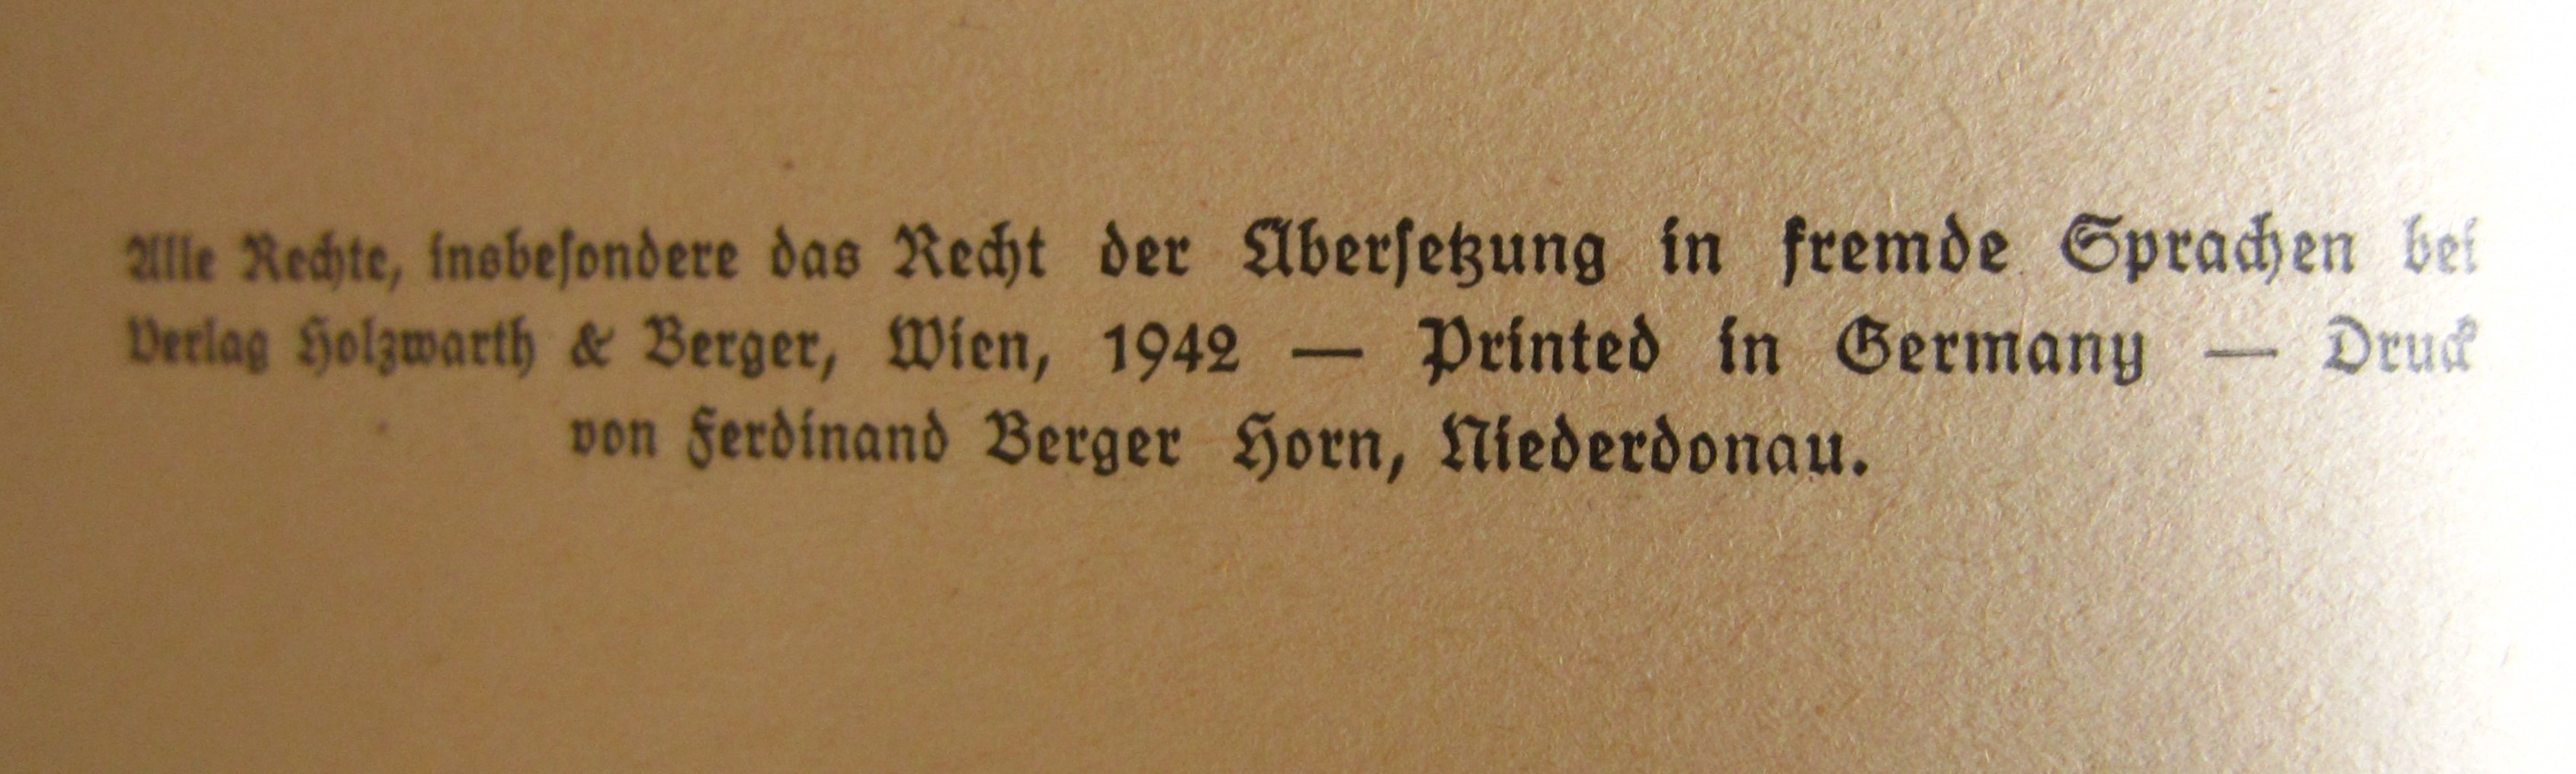 Alle Rechte, insbesondere das Recht der Übersetzung in fremde Sprachen bei
Verlag Holzwarth & Berger, Wien, 1942 — Printed in Germany — Druck
von Ferdinand Berger Horn, Niederdonau.